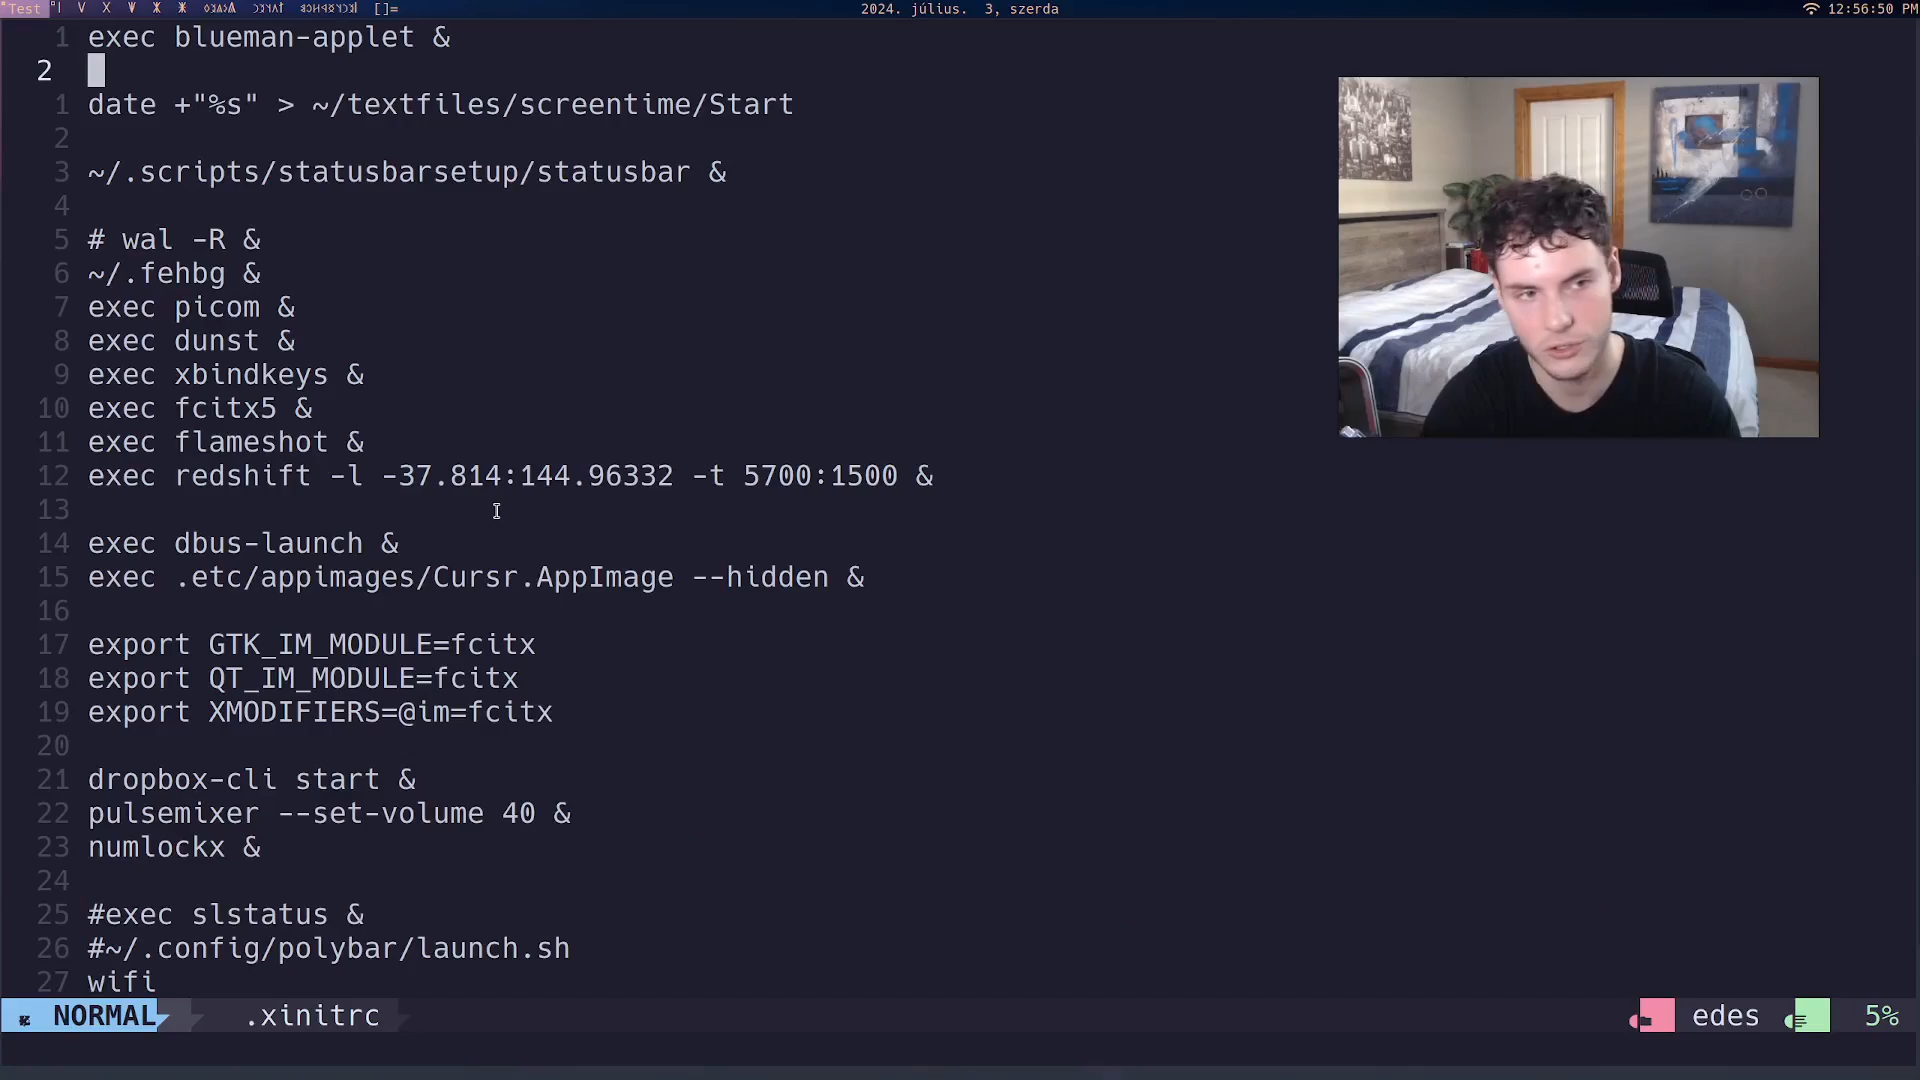 Test
[]=
2024. július. 3, szerda
12:56:50 PM
1 exec blueman-applet &
2
1 date +"%s" > ~/textfiles/screentime/Start
2
3 ~/.scripts/statusbarsetup/statusbar &
4
5 # wal -R &
6 ~/.fehbg &
7 exec picom &
8 exec dunst &
9 exec xbindkeys &
10 exec fcitx5 &
11 exec flameshot &
12 exec redshift -l -37.814:144.96332 -t 5700:1500 &
13
14 exec dbus-launch &
15 exec .etc/appimages/Cursr.AppImage --hidden &
16
17 export GTK_IM_MODULE=fcitx
18 export QT_IM_MODULE=fcitx
19 export XMODIFIERS=@im=fcitx
20
21 dropbox-cli start &
22 pulsemixer --set-volume 40 &
23 numlockx &
24
25 #exec slstatus &
26 #~/.config/polybar/launch.sh
27 wifi
NORMAL .xinitrc edes 5%